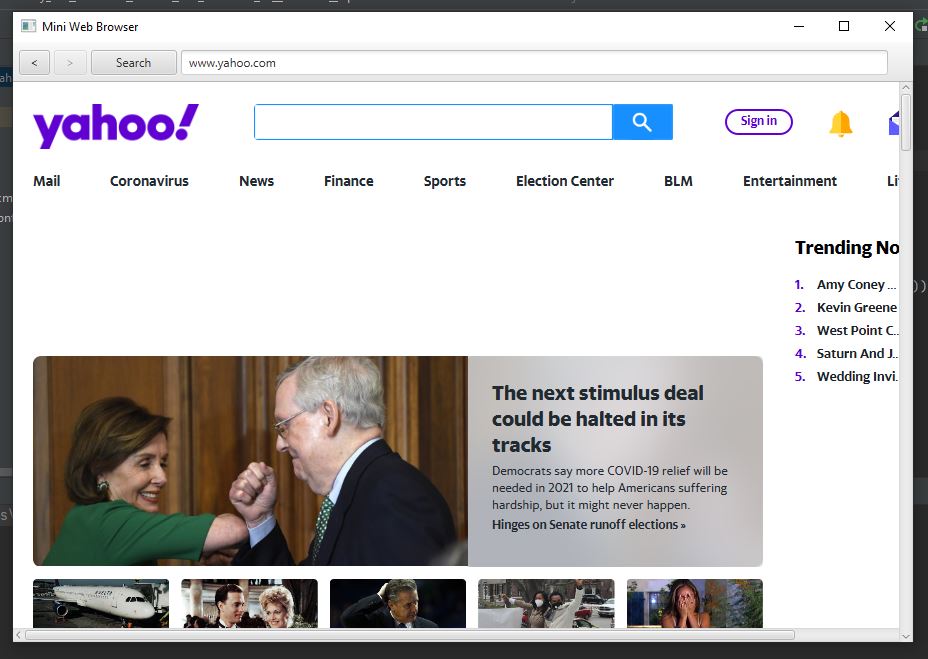 Mini Web Browser
< > Search www.yahoo.com
yahoo!
Sign in
Mail Coronavirus News Finance Sports Election Center BLM Entertainment Li
Trending No
1. Amy Coney ...
2. Kevin Greene
3. West Point C..
4. Saturn And J..
5. Wedding Invi.
The next stimulus deal
could be halted in its
tracks
Democrats say more COVID-19 relief will be
needed in 2021 to help Americans suffering
hardship, but it might never happen.
Hinges on Senate runoff elections »